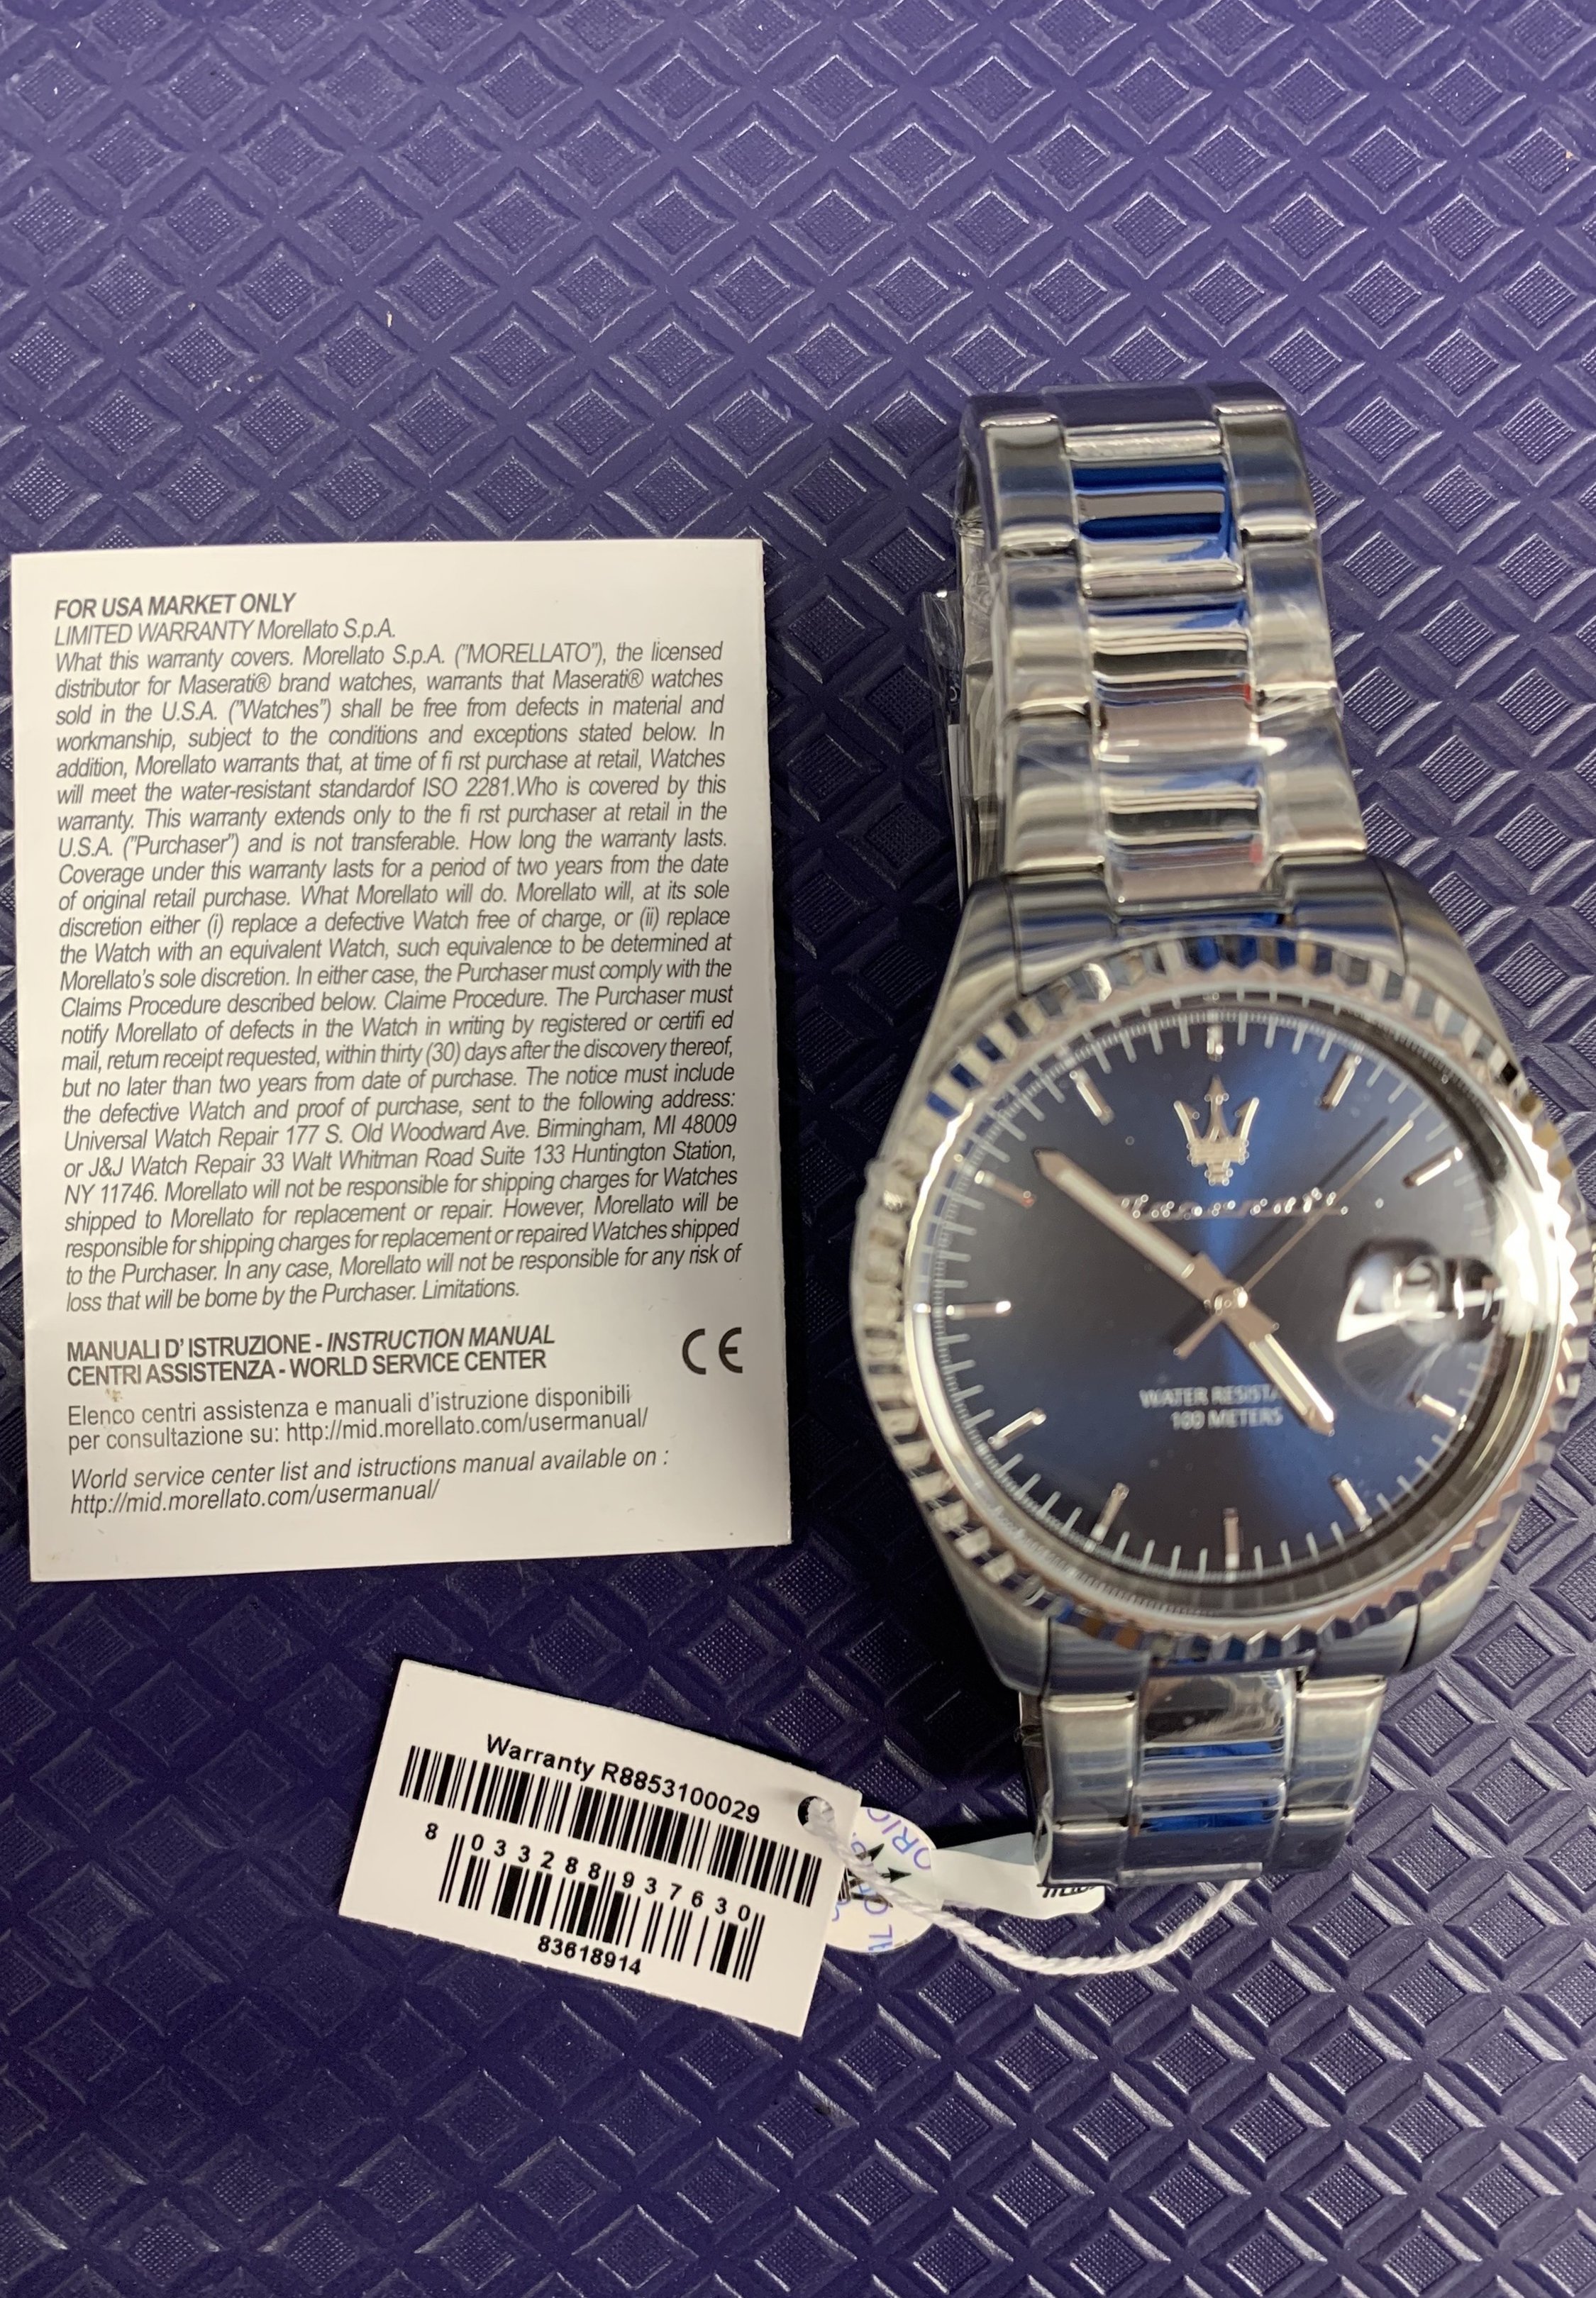 FOR USA MARKET ONLY
LIMITED WARRANTY Morellato S.p.A.
What this warranty covers. Morellato S.p.A. ("MORELLATO"), the licensed
distributor for Maserati® brand watches, warrants that Maserati® watches
sold in the U.S.A. ("Watches") shall be free from defects in material and
workmanship, subject to the conditions and exceptions stated below. In
addition, Morellato warrants that, at time of fi rst purchase at retail, Watches
will meet the water-resistant standardof ISO 2281.Who is covered by this
warranty. This warranty extends only to the fi rst purchaser at retail in the
U.S.A. ("Purchaser") and is not transferable. How long the warranty lasts.
Coverage under this warranty lasts for a period of two years from the date
of original retail purchase. What Morellato will do. Morellato will, at its sole
discretion either (i) replace a defective Watch free of charge, or (ii) replace
the Watch with an equivalent Watch, such equivalence to be determined at
Morellato's sole discretion. In either case, the Purchaser must comply with the
Claims Procedure described below. Claime Procedure. The Purchaser must
notify Morellato of defects in the Watch in writing by registered or certifi ed
mail, return receipt requested, within thirty (30) days after the discovery thereof,
but no later than two years from date of purchase. The notice must include
the defective Watch and proof of purchase, sent to the following address:
Universal Watch Repair 177 S. Old Woodward Ave. Birmingham, MI 48009
or J&J Watch Repair 33 Walt Whitman Road Suite 133 Huntington Station,
NY 11746. Morellato will not be responsible for shipping charges for Watches
shipped to Morellato for replacement or repair. However, Morellato will be
responsible for shipping charges for replacement or repaired Watches shipped
to the Purchaser. In any case, Morellato will not be responsible for any risk of
loss that will be borne by the Purchaser. Limitations.
MANUALI D' ISTRUZIONE - INSTRUCTION MANUAL
CENTRI ASSISTENZA - WORLD SERVICE CENTER
CE
Elenco centri assistenza e manuali d'istruzione disponibili
per consultazione su: http://mid.morellato.com/usermanual/
World service center list and istructions manual available on :
http://mid.morellato.com/usermanual/
Maserati
WATER RESISTA
100 METERS
Warranty R8853100029
8 033288 937630
83618914